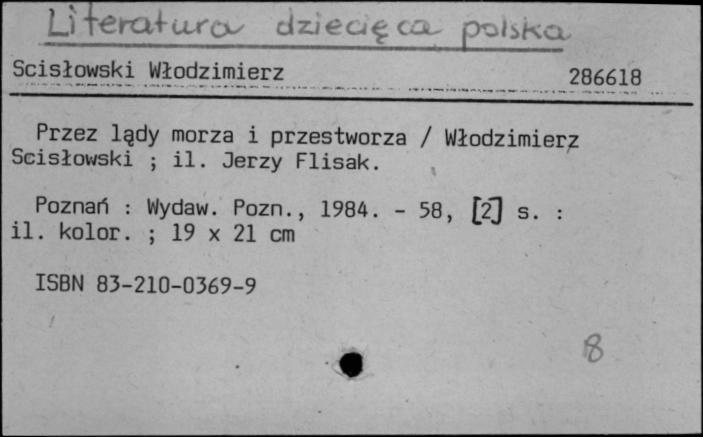 Literatura dziecięca polska
Scisłowski Włodzimierz 286618
Przez lądy morza i przestworza / Włodzimierz
Scisłowski ; il. Jerzy Flisak.
Poznań : Wydaw. Pozn., 1984. - 58, [2] s. :
il. kolor. ; 19 x 21 cm
ISBN 83-210-0369-9
8